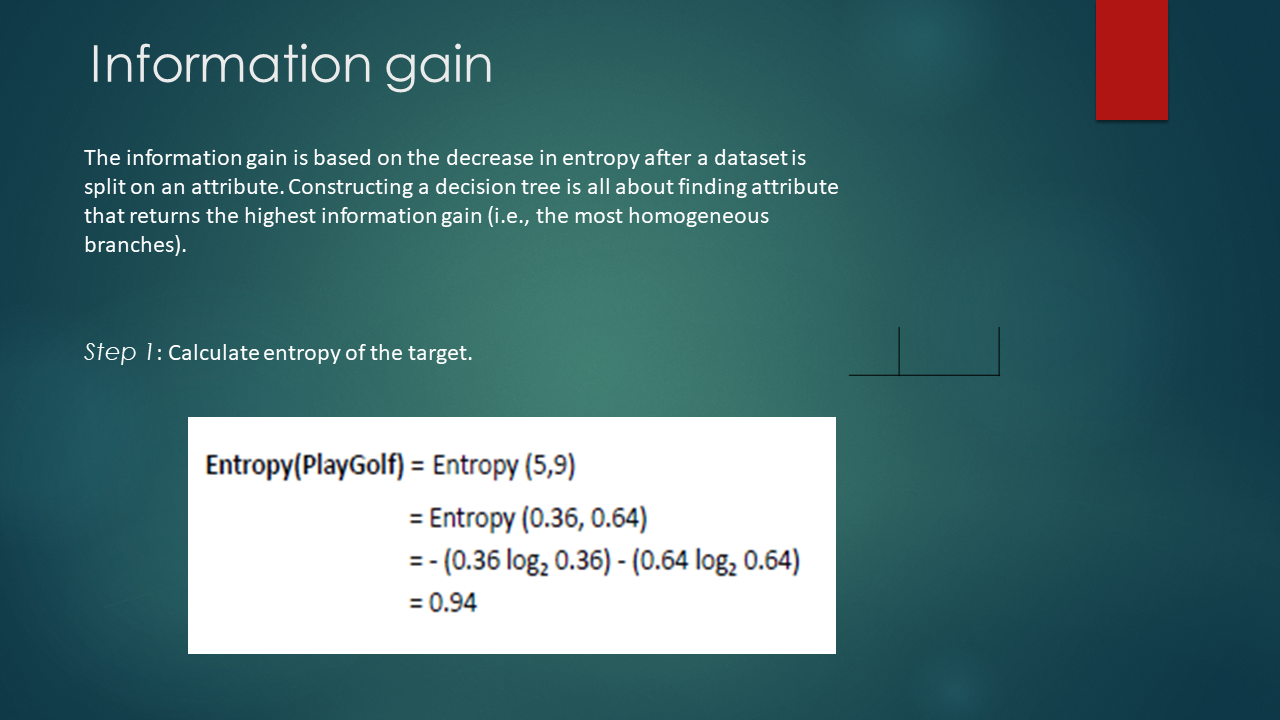 Information gain
The information gain is based on the decrease in entropy after a dataset is
split on an attribute. Constructing a decision tree is all about finding attribute
that returns the highest information gain (i.e., the most homogeneous
branches).
Step 1: Calculate entropy of the target.
Entropy(PlayGolf) = Entropy (5,9)
= Entropy (0.36, 0.64)
= - (0.36 log₂ 0.36) - (0.64 log₂ 0.64)
= 0.94